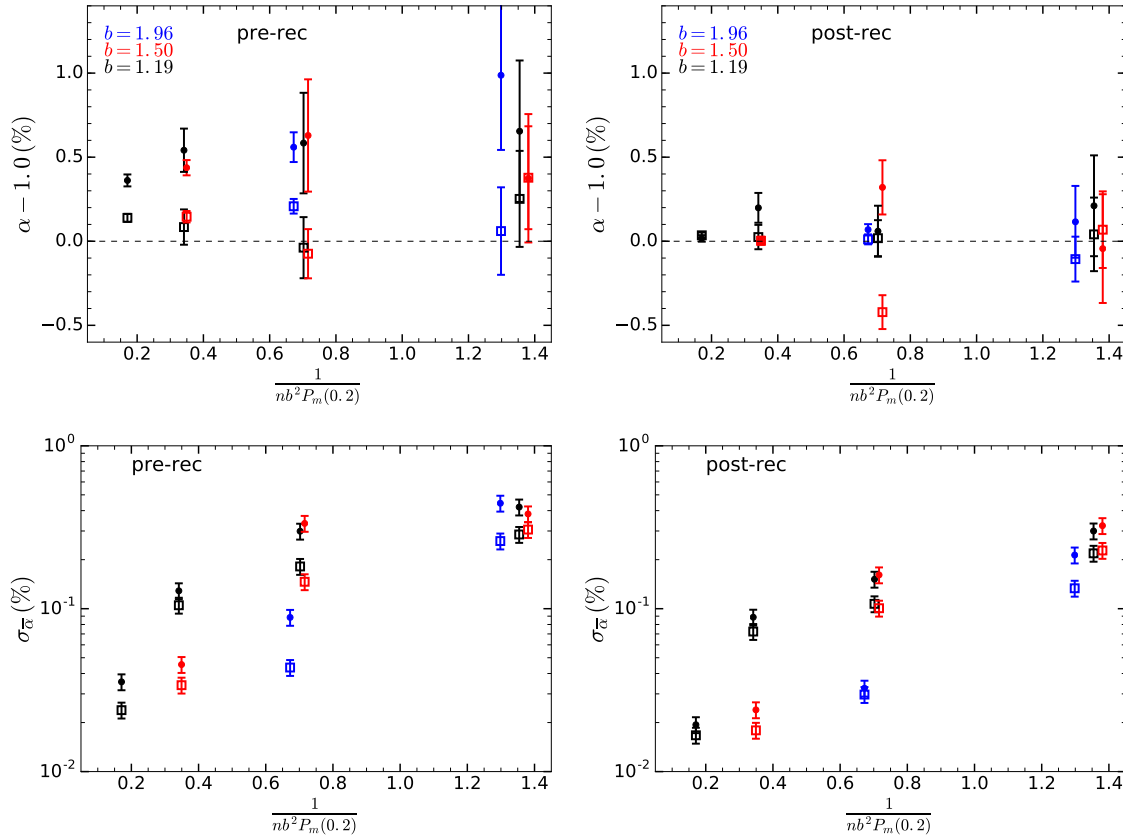 b = 1.96
b = 1.50
b = 1.19
pre-rec
α − 1.0 (%)
1.0
0.5
0.0
−0.5
0.2 0.4 0.6 0.8 1.0 1.2 1.4
1
nb²Pₘ(0.2)
b = 1.96
b = 1.50
b = 1.19
post-rec
α − 1.0 (%)
1.0
0.5
0.0
−0.5
0.2 0.4 0.6 0.8 1.0 1.2 1.4
1
nb²Pₘ(0.2)
pre-rec
σ_α̅(%)
10⁰
10⁻¹
10⁻²
0.2 0.4 0.6 0.8 1.0 1.2 1.4
1
nb²Pₘ(0.2)
post-rec
σ_α̅(%)
10⁰
10⁻¹
10⁻²
0.2 0.4 0.6 0.8 1.0 1.2 1.4
1
nb²Pₘ(0.2)